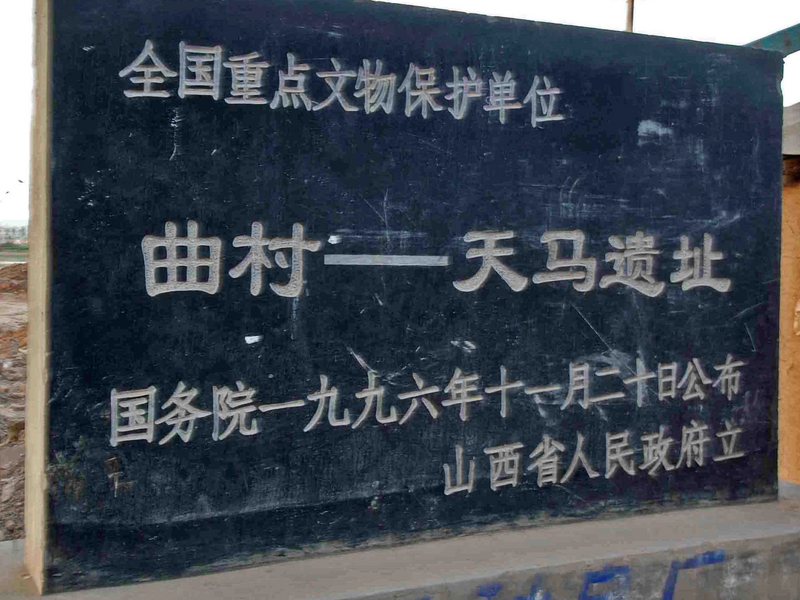 全国重点文物保护单位
曲村——天马遗址
国务院一九九六年十一月二十日公布
山西省人民政府立